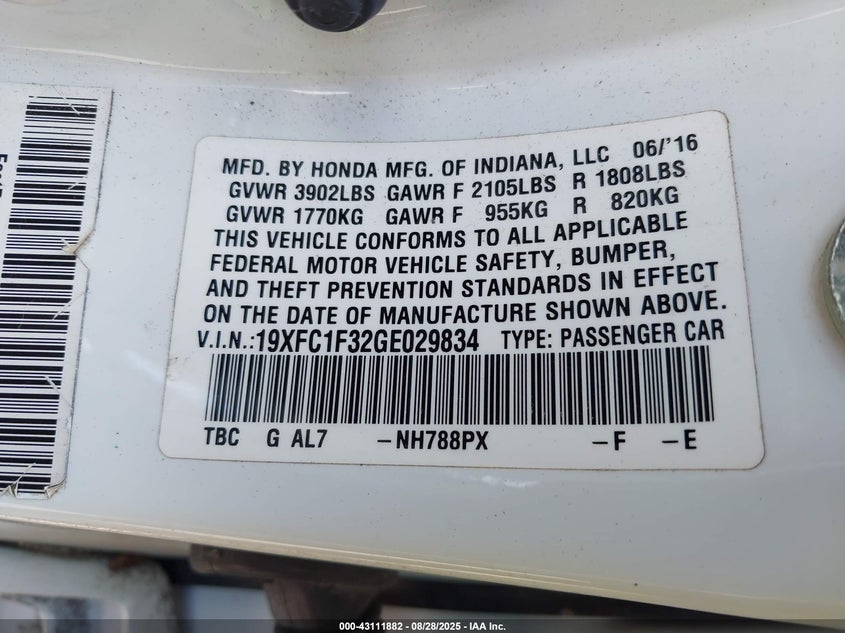 MFD. BY HONDA MFG. OF INDIANA, LLC 06/'16
GVWR 3902LBS GAWR F 2105LBS R 1808LBS
GVWR 1770KG GAWR F 955KG R 820KG
THIS VEHICLE CONFORMS TO ALL APPLICABLE
FEDERAL MOTOR VEHICLE SAFETY, BUMPER,
AND THEFT PREVENTION STANDARDS IN EFFECT
ON THE DATE OF MANUFACTURE SHOWN ABOVE.
V.I.N.:19XFC1F32GE029834 TYPE: PASSENGER CAR
TBC G AL7 -NH788PX -F -E
000-43111882 - 08/28/2025 - IAA Inc.